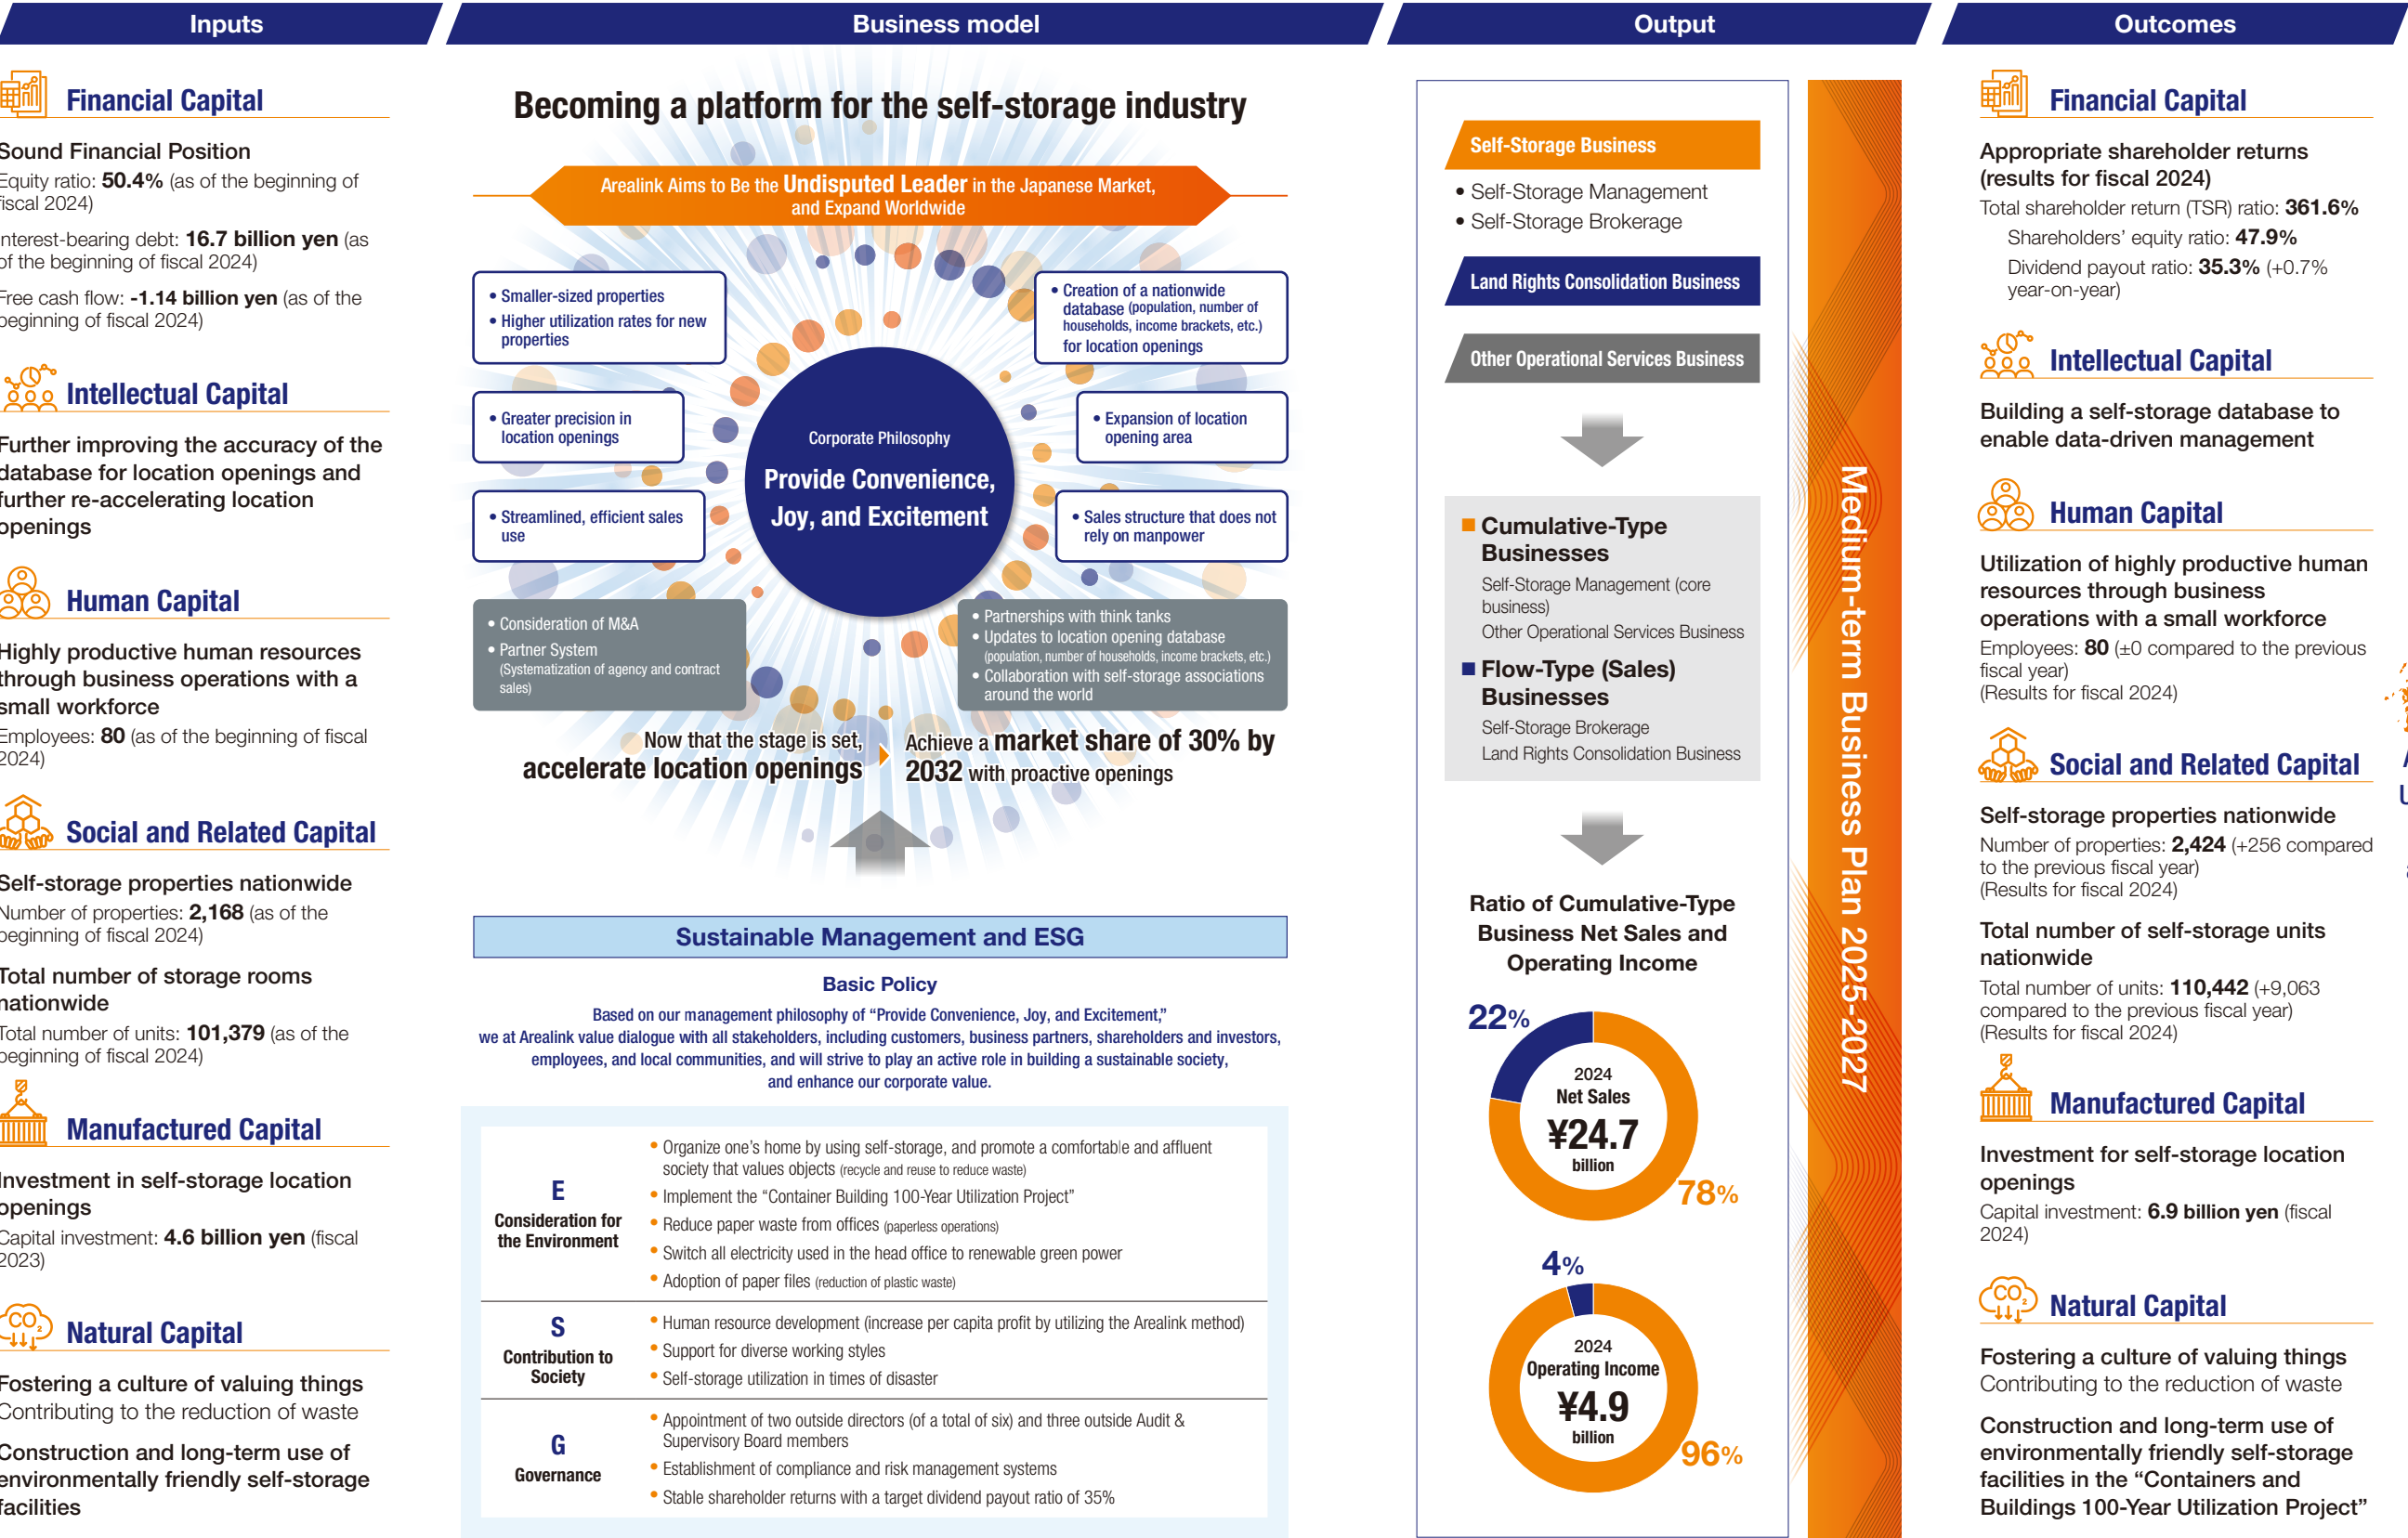 Inputs
Business model
Output
Outcomes
Financial Capital
Sound Financial Position
Equity ratio: 50.4% (as of the beginning of
fiscal 2024)
Interest-bearing debt: 16.7 billion yen (as
of the beginning of fiscal 2024)
Free cash flow: -1.14 billion yen (as of the
beginning of fiscal 2024)
Intellectual Capital
Further improving the accuracy of the
database for location openings and
further re-accelerating location
openings
Human Capital
Highly productive human resources
through business operations with a
small workforce
Employees: 80 (as of the beginning of fiscal
2024)
Social and Related Capital
Self-storage properties nationwide
Number of properties: 2,168 (as of the
beginning of fiscal 2024)
Total number of storage rooms
nationwide
Total number of units: 101,379 (as of the
beginning of fiscal 2024)
Manufactured Capital
Investment in self-storage location
openings
Capital investment: 4.6 billion yen (fiscal
2023)
CO2
Natural Capital
Fostering a culture of valuing things
Contributing to the reduction of waste
Construction and long-term use of
environmentally friendly self-storage
facilities
Becoming a platform for the self-storage industry
Arealink Aims to Be the Undisputed Leader in the Japanese Market,
and Expand Worldwide
• Smaller-sized properties
• Higher utilization rates for new
properties
• Creation of a nationwide
database (population, number of
households, income brackets, etc.)
for location openings
• Greater precision in
location openings
• Expansion of location
opening area
• Streamlined, efficient sales
use
• Sales structure that does not
rely on manpower
Corporate Philosophy
Provide Convenience,
Joy, and Excitement
• Consideration of M&A
• Partner System
(Systematization of agency and contract
sales)
• Partnerships with think tanks
• Updates to location opening database
(population, number of households, income brackets, etc.)
• Collaboration with self-storage associations
around the world
Now that the stage is set,
accelerate location openings
Achieve a market share of 30% by
2032 with proactive openings
Sustainable Management and ESG
Basic Policy
Based on our management philosophy of “Provide Convenience, Joy, and Excitement,”
we at Arealink value dialogue with all stakeholders, including customers, business partners, shareholders and investors,
employees, and local communities, and will strive to play an active role in building a sustainable society,
and enhance our corporate value.
E
Consideration for
the Environment
• Organize one’s home by using self-storage, and promote a comfortable and affluent
society that values objects (recycle and reuse to reduce waste)
• Implement the “Container Building 100-Year Utilization Project”
• Reduce paper waste from offices (paperless operations)
• Switch all electricity used in the head office to renewable green power
• Adoption of paper files (reduction of plastic waste)
S
Contribution to
Society
• Human resource development (increase per capita profit by utilizing the Arealink method)
• Support for diverse working styles
• Self-storage utilization in times of disaster
G
Governance
• Appointment of two outside directors (of a total of six) and three outside Audit &
Supervisory Board members
• Establishment of compliance and risk management systems
• Stable shareholder returns with a target dividend payout ratio of 35%
Self-Storage Business
• Self-Storage Management
• Self-Storage Brokerage
Land Rights Consolidation Business
Other Operational Services Business
Cumulative-Type
Businesses
Self-Storage Management (core
business)
Other Operational Services Business
Flow-Type (Sales)
Businesses
Self-Storage Brokerage
Land Rights Consolidation Business
Ratio of Cumulative-Type
Business Net Sales and
Operating Income
22%
2024
Net Sales
¥24.7
billion
78%
4%
2024
Operating Income
¥4.9
billion
96%
Medium-term Business Plan 2025-2027
Financial Capital
Appropriate shareholder returns
(results for fiscal 2024)
Total shareholder return (TSR) ratio: 361.6%
Shareholders’ equity ratio: 47.9%
Dividend payout ratio: 35.3% (+0.7%
year-on-year)
Intellectual Capital
Building a self-storage database to
enable data-driven management
Human Capital
Utilization of highly productive human
resources through business
operations with a small workforce
Employees: 80 (±0 compared to the previous
fiscal year)
(Results for fiscal 2024)
Social and Related Capital
Self-storage properties nationwide
Number of properties: 2,424 (+256 compared
to the previous fiscal year)
(Results for fiscal 2024)
Total number of self-storage units
nationwide
Total number of units: 110,442 (+9,063
compared to the previous fiscal year)
(Results for fiscal 2024)
Manufactured Capital
Investment for self-storage location
openings
Capital investment: 6.9 billion yen (fiscal
2024)
CO2
Natural Capital
Fostering a culture of valuing things
Contributing to the reduction of waste
Construction and long-term use of
environmentally friendly self-storage
facilities in the “Containers and
Buildings 100-Year Utilization Project”